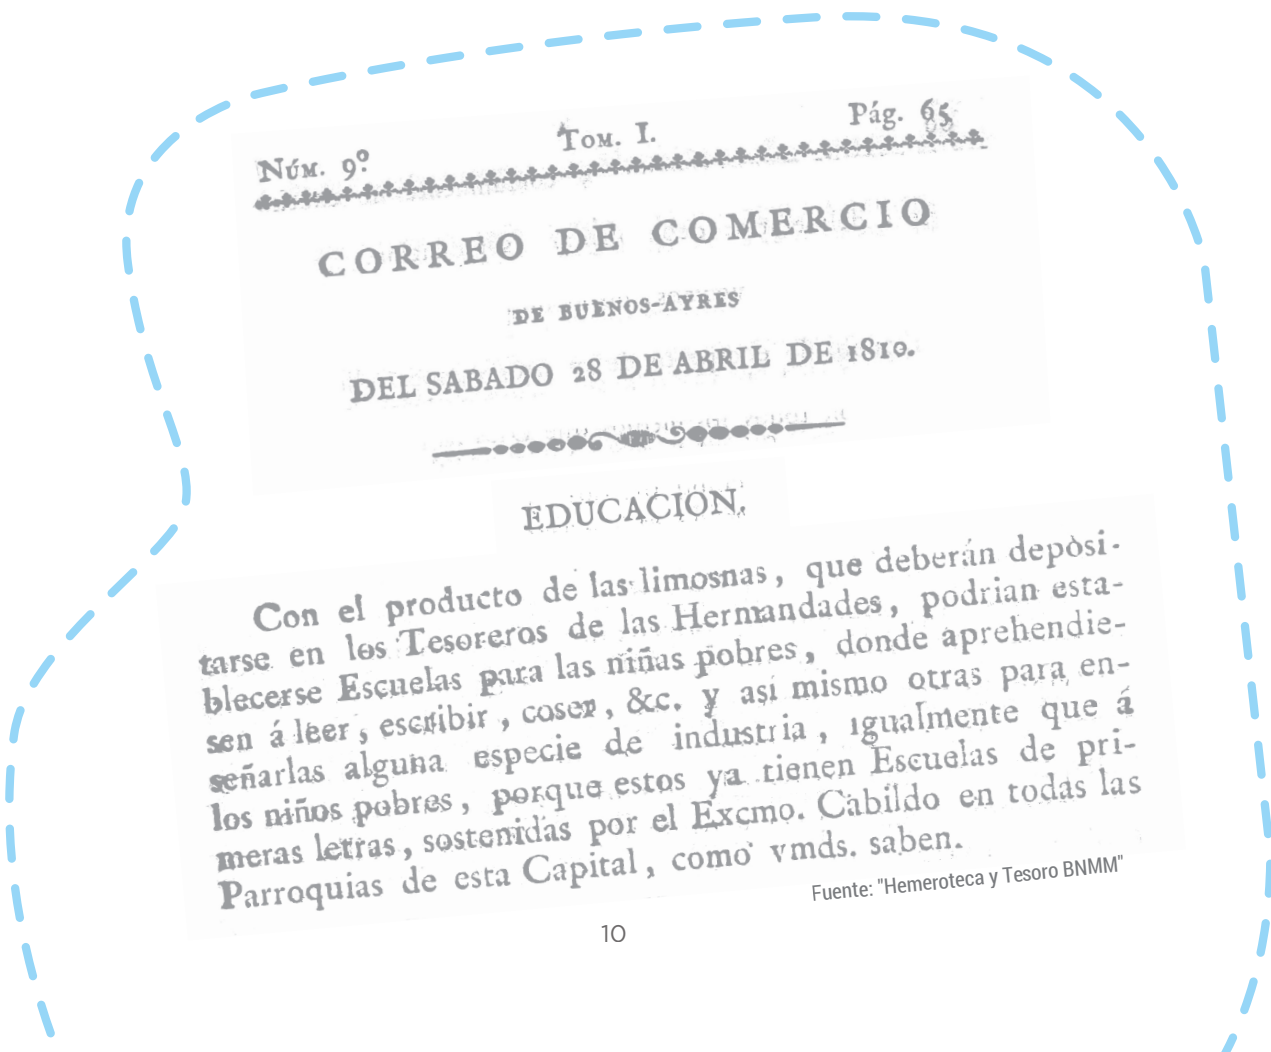 Núm. 9º Tom. I. Pág. 65
CORREO DE COMERCIO
DE BUENOS-AYRES
DEL SABADO 28 DE ABRIL DE 1810.
EDUCACION.
Con el producto de las limosnas, que deberán depòsi-
tarse en los Tesoreros de las Hermandades, podrian esta-
blecerse Escuelas para las niñas pobres, donde aprehendie-
sen á leer, escribir, coser, &c. y así mismo otras para en-
señarlas alguna especie de industria, igualmente que á
los niños pobres, porque estos ya tienen Escuelas de pri-
meras letras, sostenidas por el Excmo. Cabildo en todas las
Parroquias de esta Capital, como vmds. saben.
Fuente: "Hemeroteca y Tesoro BNMM"
10